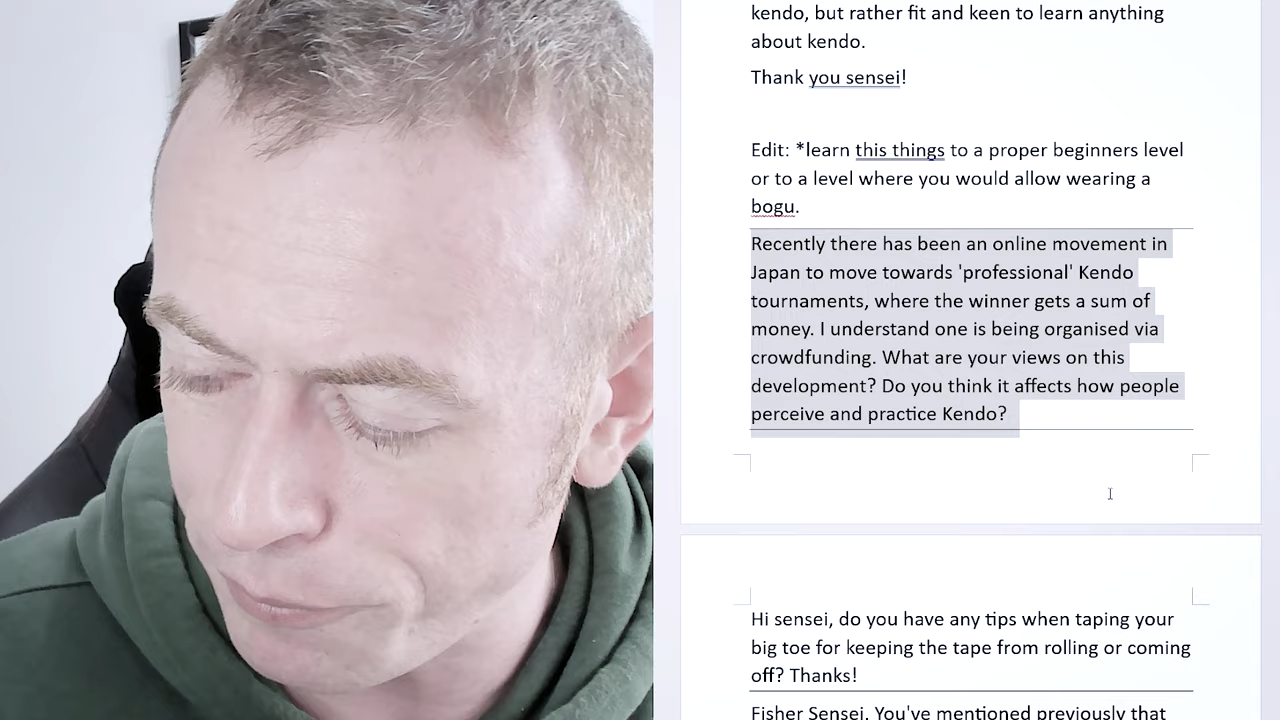 kendo, but rather fit and keen to learn anything
about kendo.
Thank you sensei!
Edit: *learn this things to a proper beginners level
or to a level where you would allow wearing a
bogu.
Recently there has been an online movement in
Japan to move towards 'professional' Kendo
tournaments, where the winner gets a sum of
money. I understand one is being organised via
crowdfunding. What are your views on this
development? Do you think it affects how people
perceive and practice Kendo?
Hi sensei, do you have any tips when taping your
big toe for keeping the tape from rolling or coming
off? Thanks!
Fisher Sensei, You've mentioned previously that